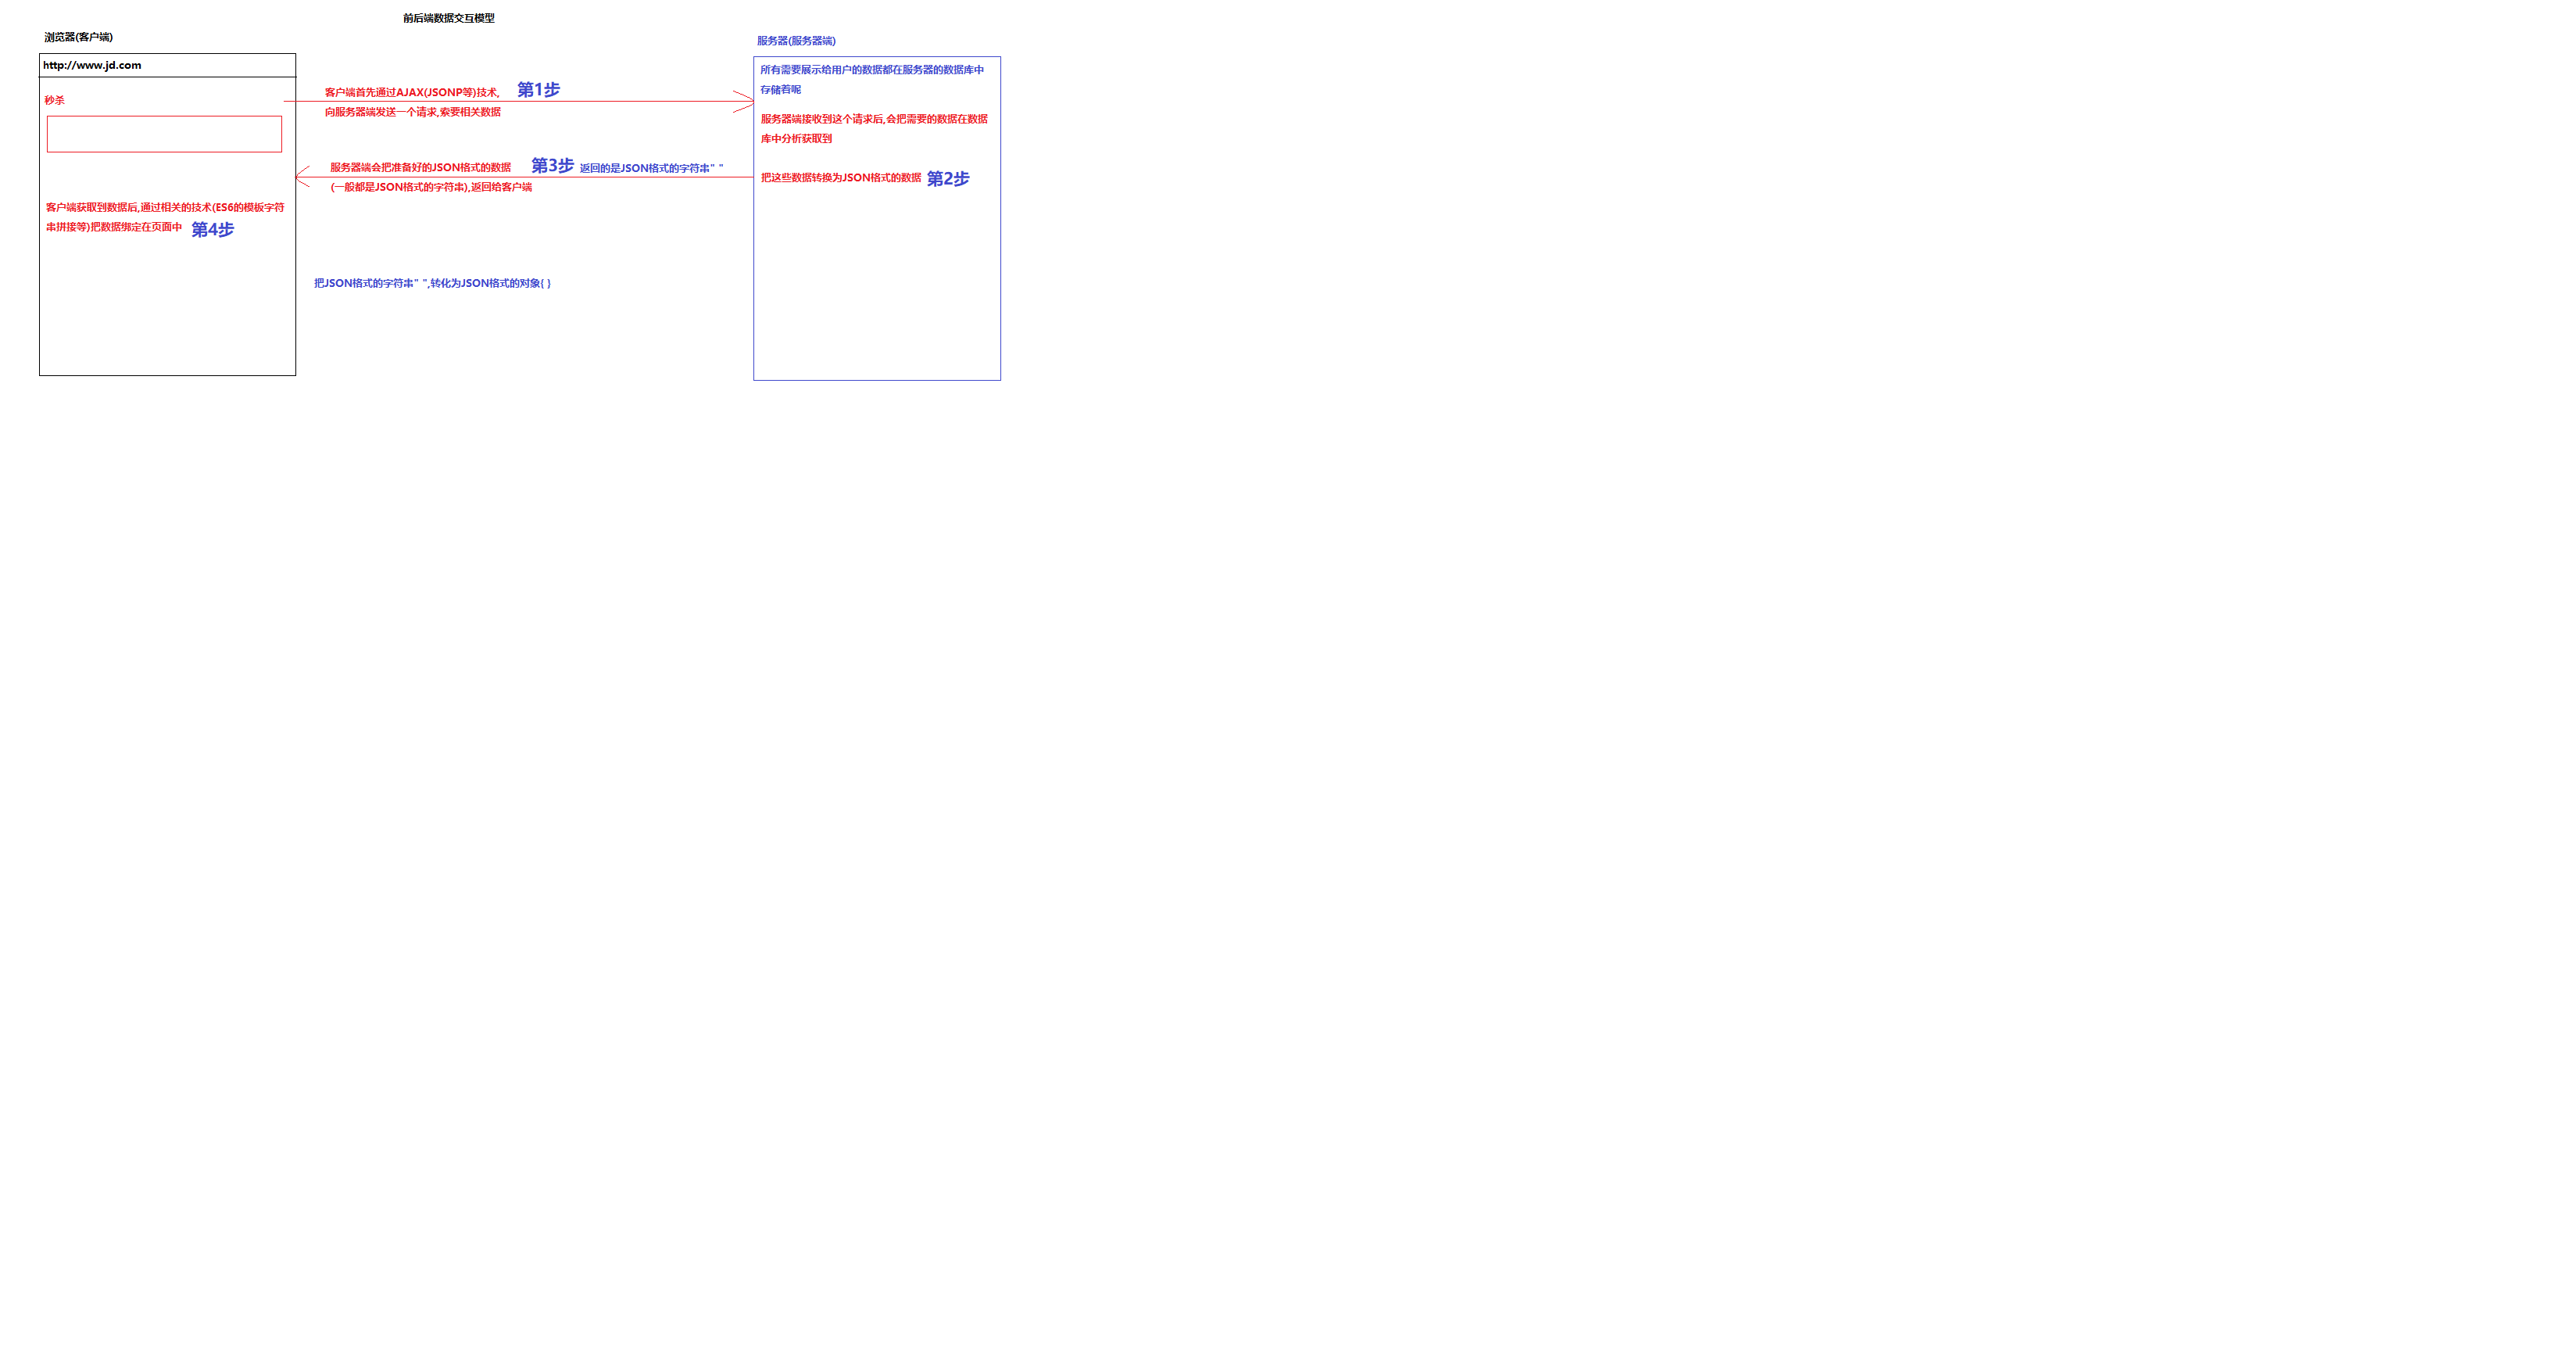 前后端数据交互模型
浏览器(客户端)
http://www.jd.com
秒杀
客户端获取到数据后,通过相关的技术(ES6的模板字符
串拼接等)把数据绑定在页面中
第4步
客户端首先通过AJAX(JSONP等)技术,
第1步
向服务器端发送一个请求,索要相关数据
服务器端会把准备好的JSON格式的数据
第3步
返回的是JSON格式的字符串" "
(一般都是JSON格式的字符串),返回给客户端
把JSON格式的字符串" ",转化为JSON格式的对象{ }
服务器(服务器端)
所有需要展示给用户的数据都在服务器的数据库中
存储着呢
服务器端接收到这个请求后,会把需要的数据在数据
库中分析获取到
把这些数据转换为JSON格式的数据
第2步